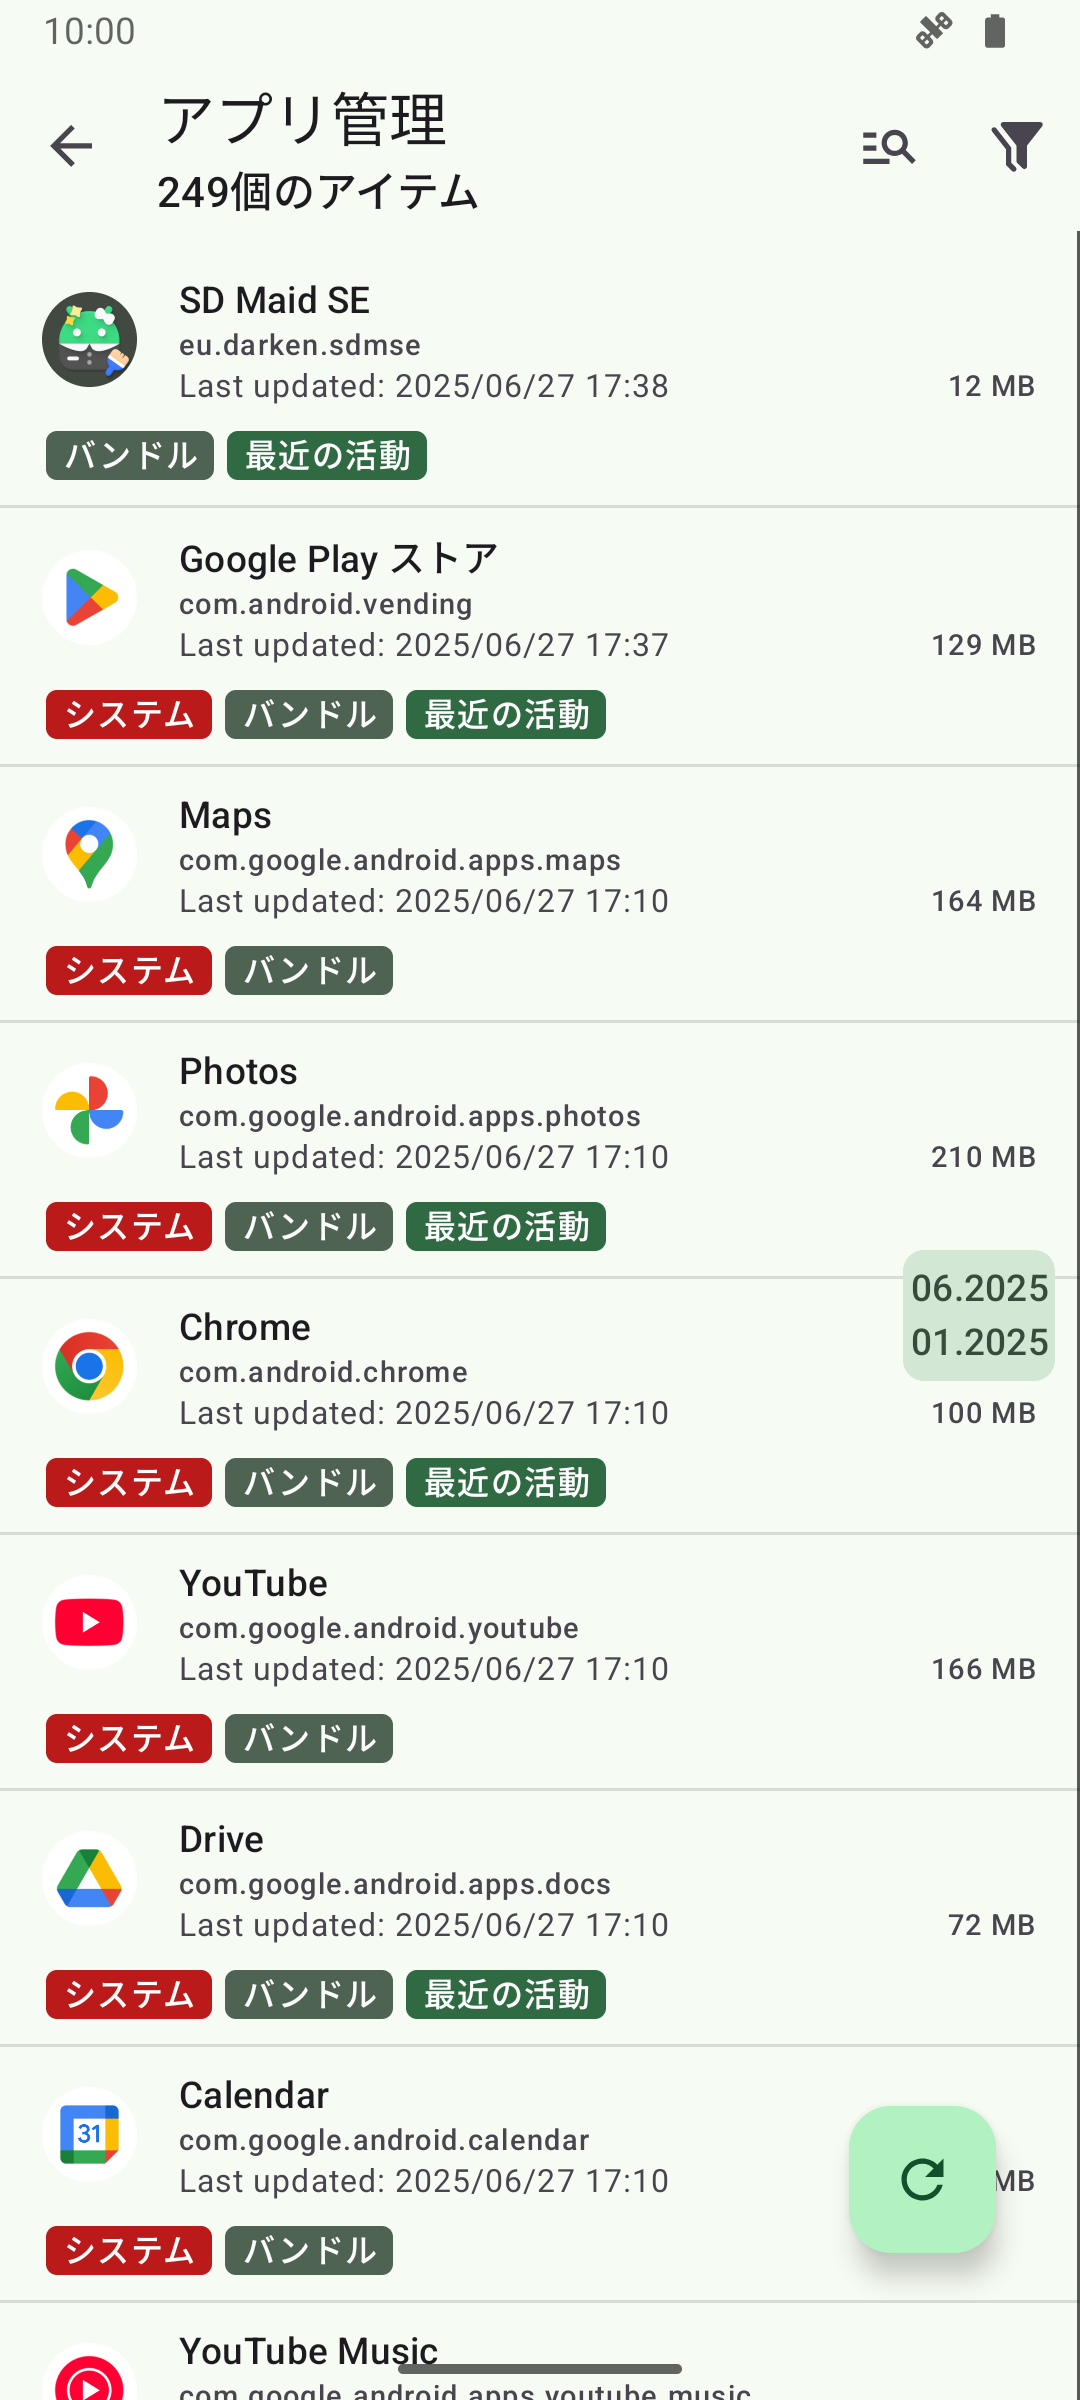 10:00
アプリ管理
249個のアイテム
SD Maid SE
eu.darken.sdmse
Last updated: 2025/06/27 17:38
12 MB
バンドル 最近の活動
Google Play ストア
com.android.vending
Last updated: 2025/06/27 17:37
129 MB
システム バンドル 最近の活動
Maps
com.google.android.apps.maps
Last updated: 2025/06/27 17:10
164 MB
システム バンドル
Photos
com.google.android.apps.photos
Last updated: 2025/06/27 17:10
210 MB
システム バンドル 最近の活動
06.2025
01.2025
Chrome
com.android.chrome
Last updated: 2025/06/27 17:10
100 MB
システム バンドル 最近の活動
YouTube
com.google.android.youtube
Last updated: 2025/06/27 17:10
166 MB
システム バンドル
Drive
com.google.android.apps.docs
Last updated: 2025/06/27 17:10
72 MB
システム バンドル 最近の活動
31
Calendar
com.google.android.calendar
Last updated: 2025/06/27 17:10
MB
システム バンドル
YouTube Music
com.google.android.apps.youtube.music